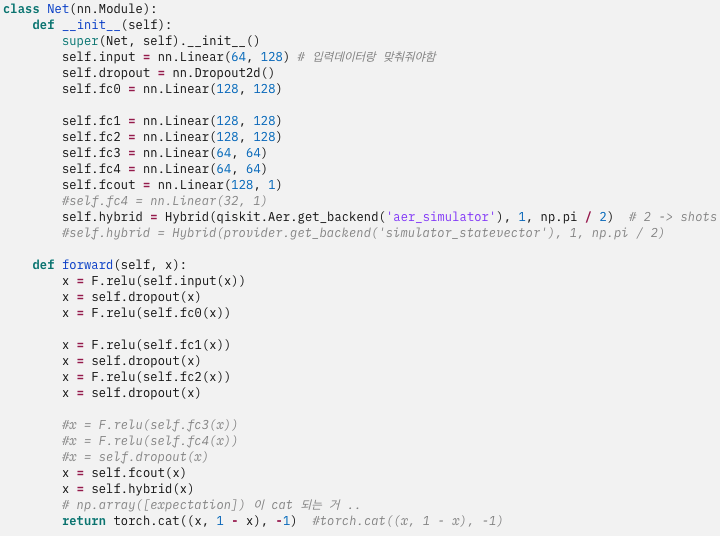 class Net(nn.Module):
    def __init__(self):
        super(Net, self).__init__()
        self.input = nn.Linear(64, 128) # 입력데이터랑 맞춰줘야함
        self.dropout = nn.Dropout2d()
        self.fc0 = nn.Linear(128, 128)

        self.fc1 = nn.Linear(128, 128)
        self.fc2 = nn.Linear(128, 128)
        self.fc3 = nn.Linear(64, 64)
        self.fc4 = nn.Linear(64, 64)
        self.fcout = nn.Linear(128, 1)
        #self.fc4 = nn.Linear(32, 1)
        self.hybrid = Hybrid(qiskit.Aer.get_backend('aer_simulator'), 1, np.pi / 2)  # 2 -> shots
        #self.hybrid = Hybrid(provider.get_backend('simulator_statevector'), 1, np.pi / 2)

    def forward(self, x):
        x = F.relu(self.input(x))
        x = self.dropout(x)
        x = F.relu(self.fc0(x))

        x = F.relu(self.fc1(x))
        x = self.dropout(x)
        x = F.relu(self.fc2(x))
        x = self.dropout(x)

        #x = F.relu(self.fc3(x))
        #x = F.relu(self.fc4(x))
        #x = self.dropout(x)
        x = self.fcout(x)
        x = self.hybrid(x)
        # np.array([expectation]) 이 cat 되는 거 ..
        return torch.cat((x, 1 - x), -1)  #torch.cat((x, 1 - x), -1)